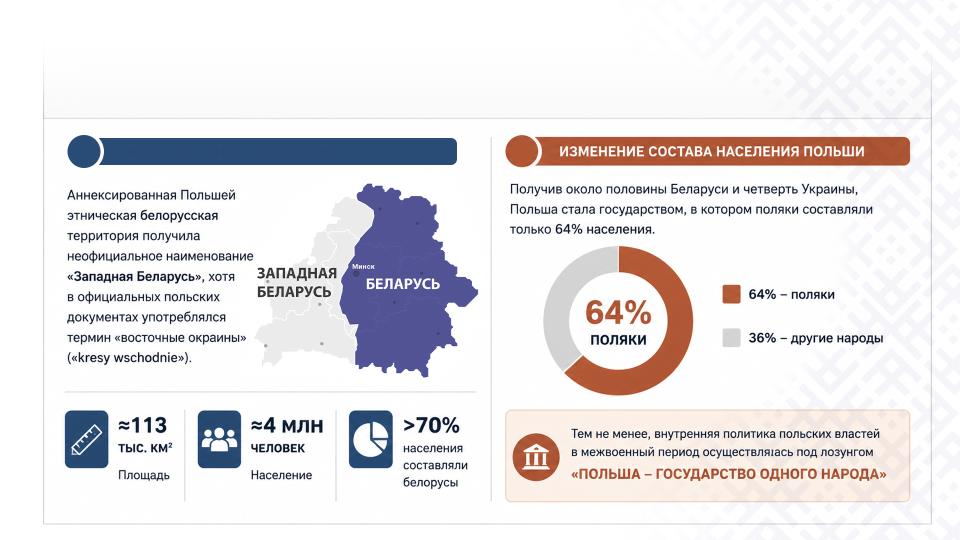 Аннексированная Польшей
этническая белорусская
территория получила
неофициальное наименование
«Западная Беларусь», хотя
в официальных польских
документах употреблялся
термин «восточные окраины»
(«kresy wschodnie»).
ЗАПАДНАЯ
БЕЛАРУСЬ
Минск
БЕЛАРУСЬ
≈113
ТЫС. КМ²
Площадь
≈4 МЛН
ЧЕЛОВЕК
Население
>70%
населения
составляли
белорусы
ИЗМЕНЕНИЕ СОСТАВА НАСЕЛЕНИЯ ПОЛЬШИ
Получив около половины Беларуси и четверть Украины,
Польша стала государством, в котором поляки составляли
только 64% населения.
64%
ПОЛЯКИ
64% – поляки
36% – другие народы
Тем не менее, внутренняя политика польских властей
в межвоенный период осуществлялась под лозунгом
«ПОЛЬША – ГОСУДАРСТВО ОДНОГО НАРОДА»